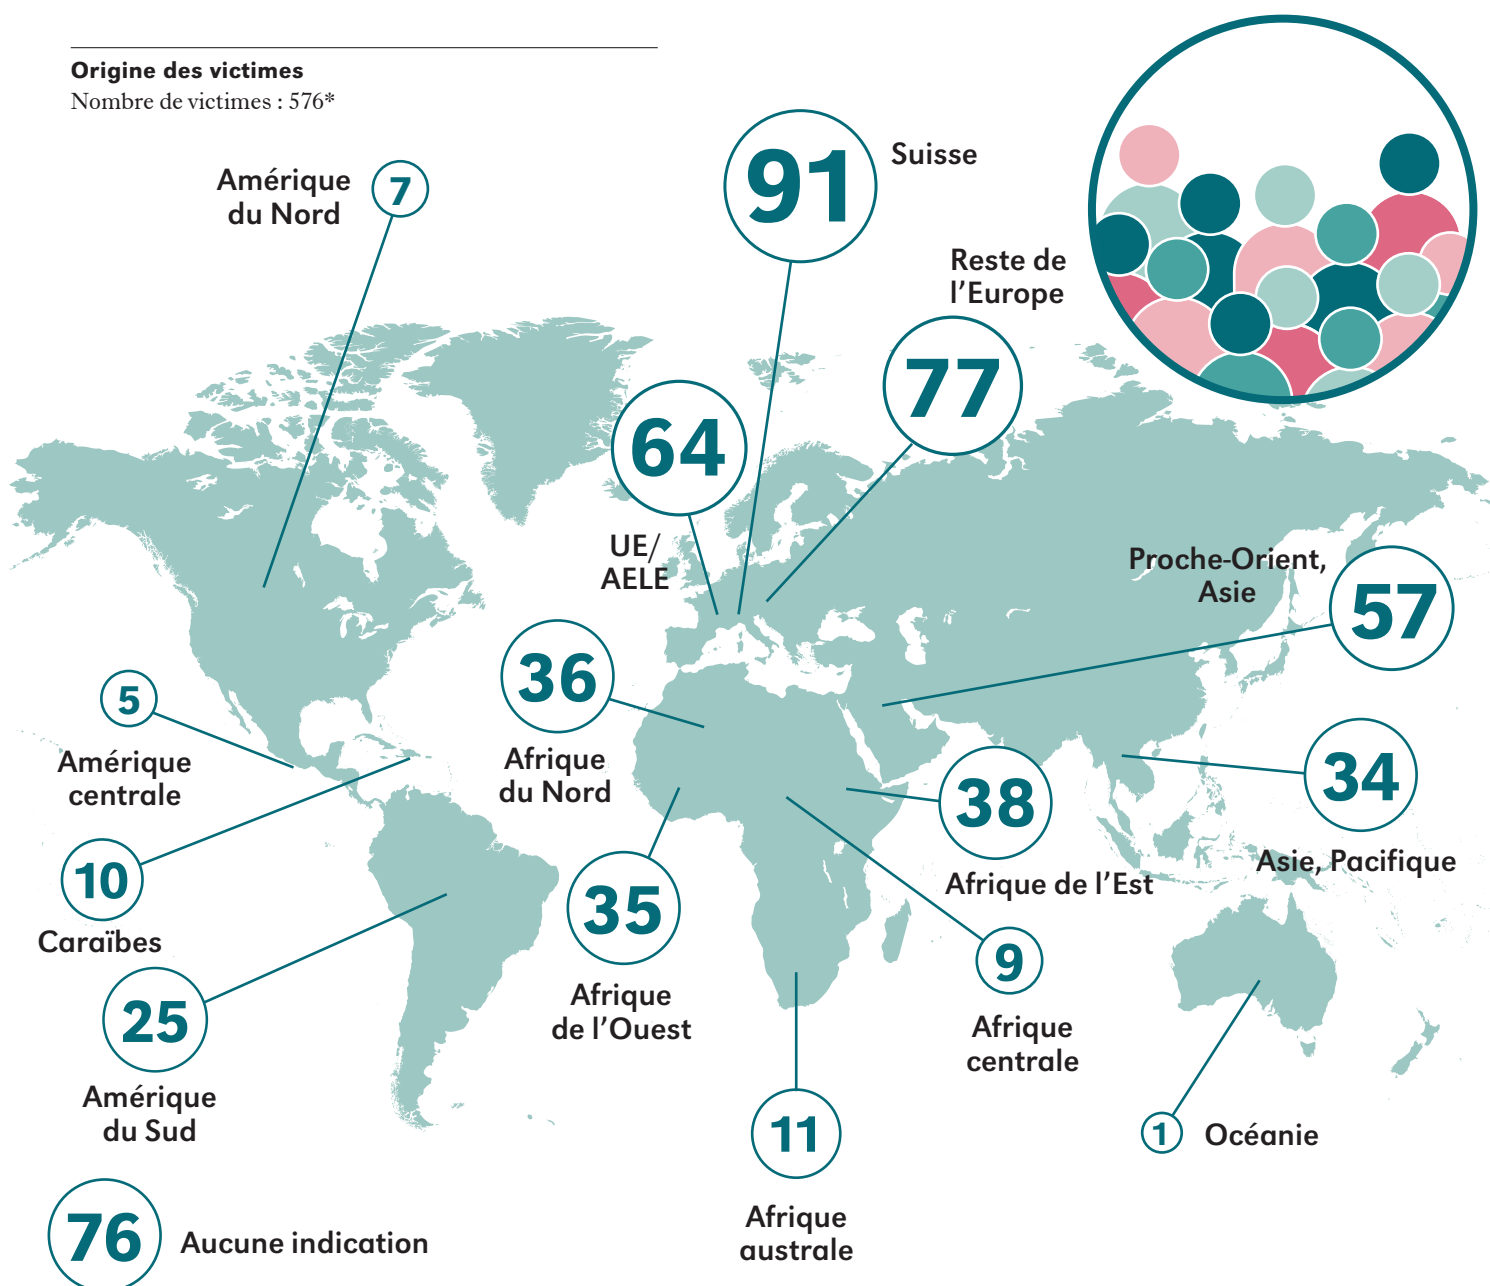 Origine des victimes
Nombre de victimes : 576*
Amérique
du Nord
7
91
Suisse
Reste de
l’Europe
77
64
UE/
AELE
Proche-Orient,
Asie
57
36
Afrique
du Nord
5
Amérique
centrale
38
Afrique de l’Est
34
Asie, Pacifique
10
Caraïbes
35
Afrique
de l’Ouest
9
Afrique
centrale
25
Amérique
du Sud
11
Afrique
australe
1
Océanie
76
Aucune indication